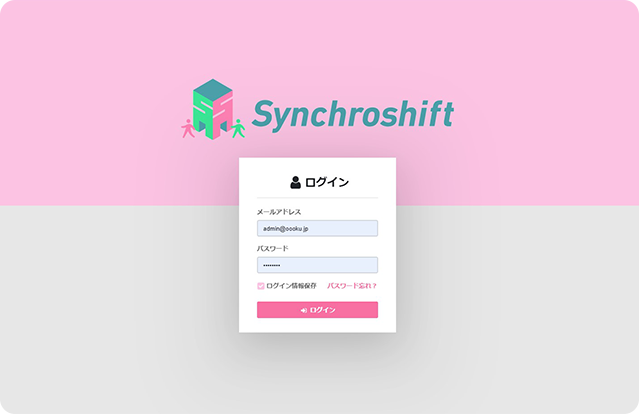 Synchroshift
ログイン
メールアドレス
admin@osoku.jp
パスワード
••••••••
ログイン情報保存 パスワード忘れ?
ログイン